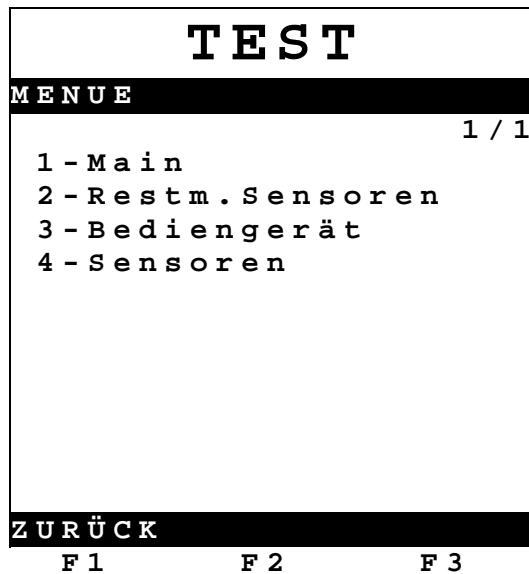 TEST
MENUE
1/1
1-Main
2-Restm.Sensoren
3-Bediengerät
4-Sensoren
ZURÜCK
F1 F2 F3